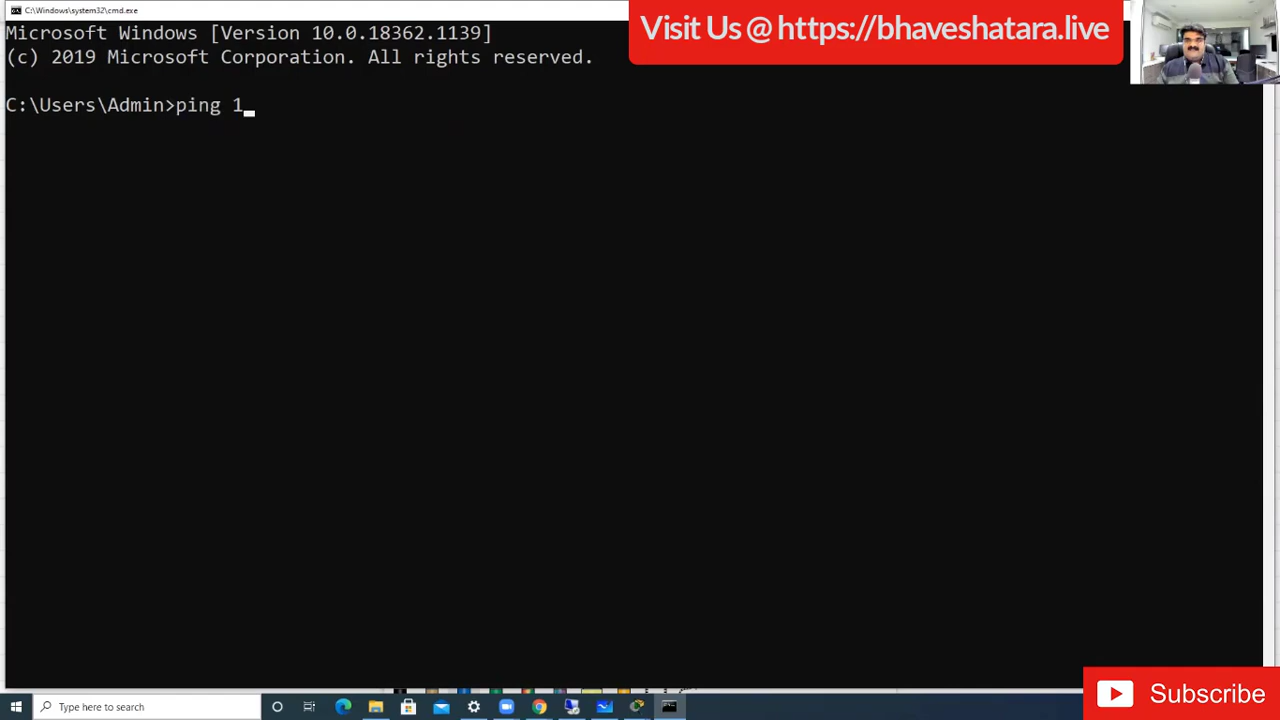 C:\Windows\system32\cmd.exe
Visit Us @ https://bhaveshatara.live
Microsoft Windows [Version 10.0.18362.1139]
(c) 2019 Microsoft Corporation. All rights reserved.
C:\Users\Admin>ping 1
Subscribe
Type here to search